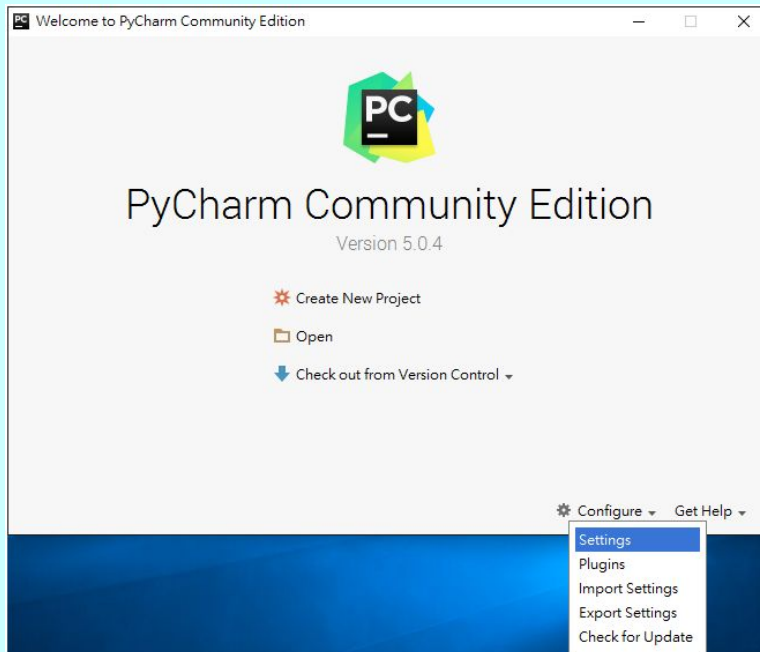 PC Welcome to PyCharm Community Edition
PC
PyCharm Community Edition
Version 5.0.4
Create New Project
Open
Check out from Version Control
Configure Get Help
Settings
Plugins
Import Settings
Export Settings
Check for Update